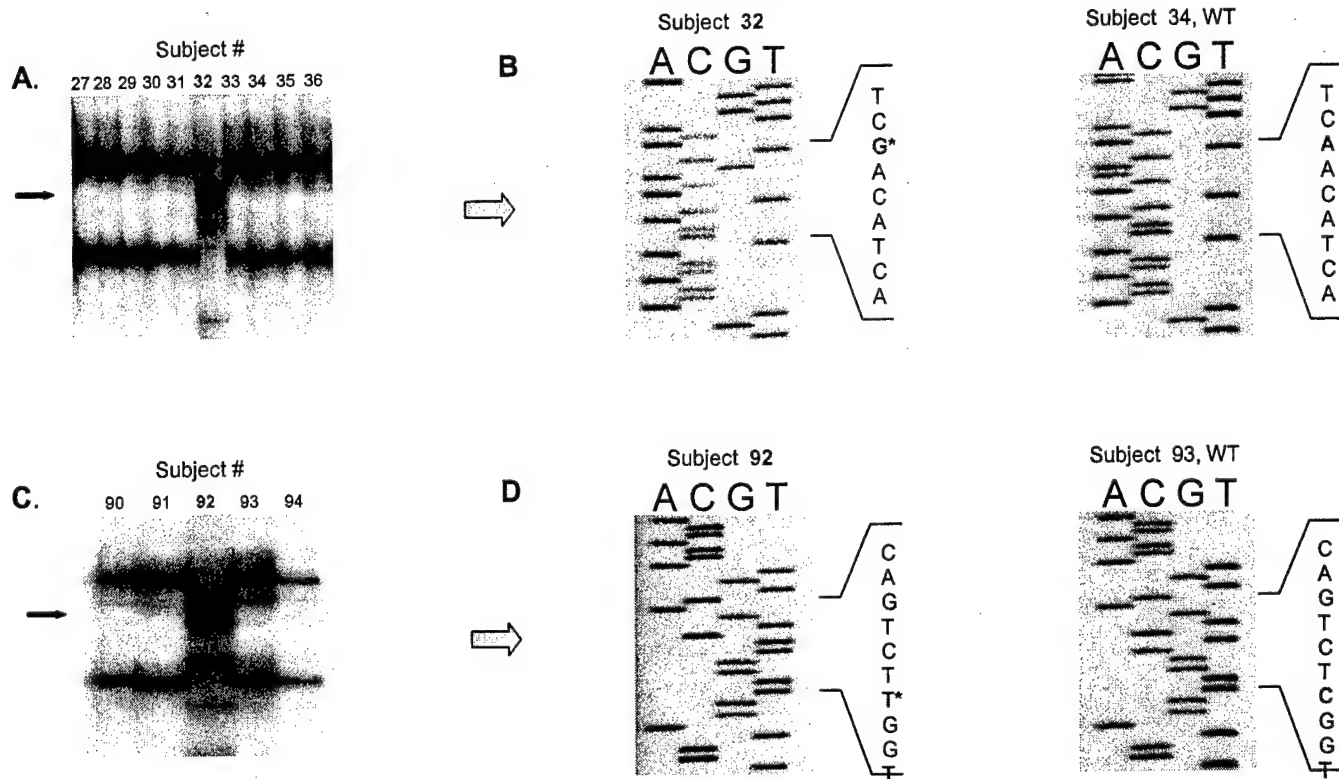 Subject #
A.
27 28 29 30 31 32 33 34 35 36
B
Subject 32
A C G T
T
C
G*
A
C
A
T
C
A
Subject 34, WT
A C G T
T
C
A
A
C
A
T
C
A
Subject #
C.
90 91 92 93 94
D
Subject 92
A C G T
C
A
G
T
C
T
T*
G
G
T
Subject 93, WT
A C G T
C
A
G
T
C
T
C
G
G
T